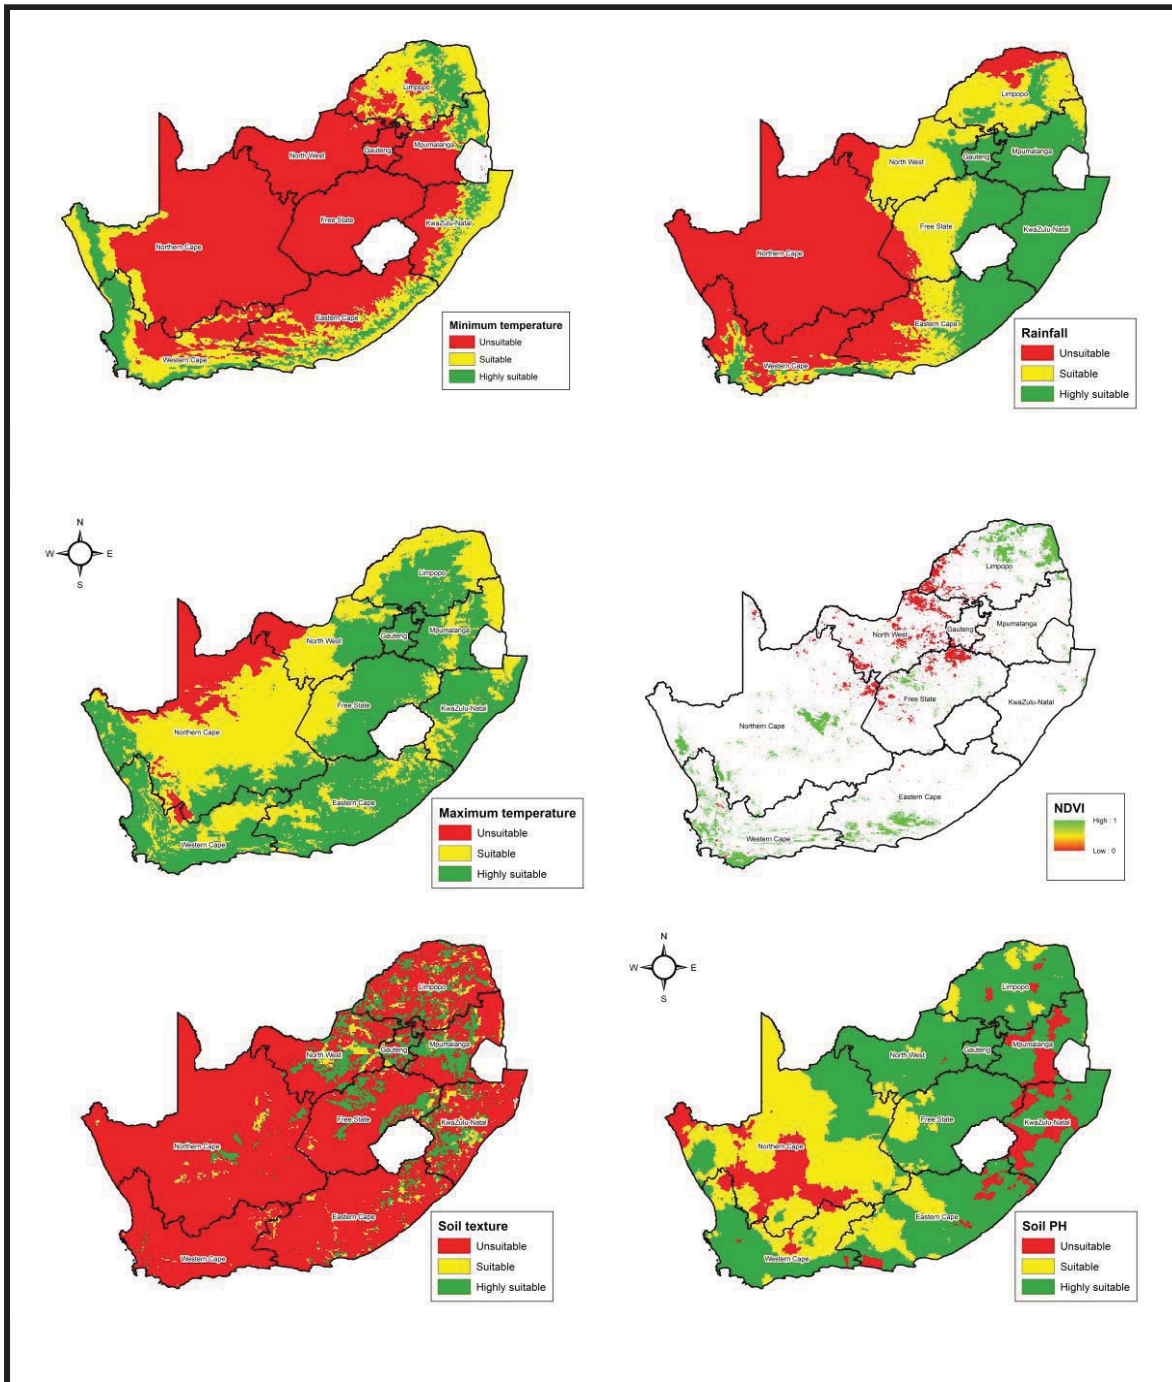 Limpopo
North West
Gauteng
Mpumalanga
Free State
KwaZulu-Natal
Northern Cape
Eastern Cape
Western Cape
Minimum temperature
Unsuitable
Suitable
Highly suitable
Limpopo
North West
Gauteng
Mpumalanga
Free State
KwaZulu-Natal
Northern Cape
Eastern Cape
Western Cape
Rainfall
Unsuitable
Suitable
Highly suitable
N
W E
S
Limpopo
North West
Gauteng
Mpumalanga
Free State
KwaZulu-Natal
Northern Cape
Eastern Cape
Western Cape
Maximum temperature
Unsuitable
Suitable
Highly suitable
Limpopo
North West
Gauteng
Mpumalanga
Free State
KwaZulu-Natal
Northern Cape
Eastern Cape
Western Cape
NDVI
High : 1
Low : 0
Limpopo
North West
Gauteng
Mpumalanga
Free State
KwaZulu-Natal
Northern Cape
Eastern Cape
Western Cape
Soil texture
Unsuitable
Suitable
Highly suitable
N
W E
S
Limpopo
North West
Gauteng
Mpumalanga
Free State
KwaZulu-Natal
Northern Cape
Eastern Cape
Western Cape
Soil PH
Unsuitable
Suitable
Highly suitable